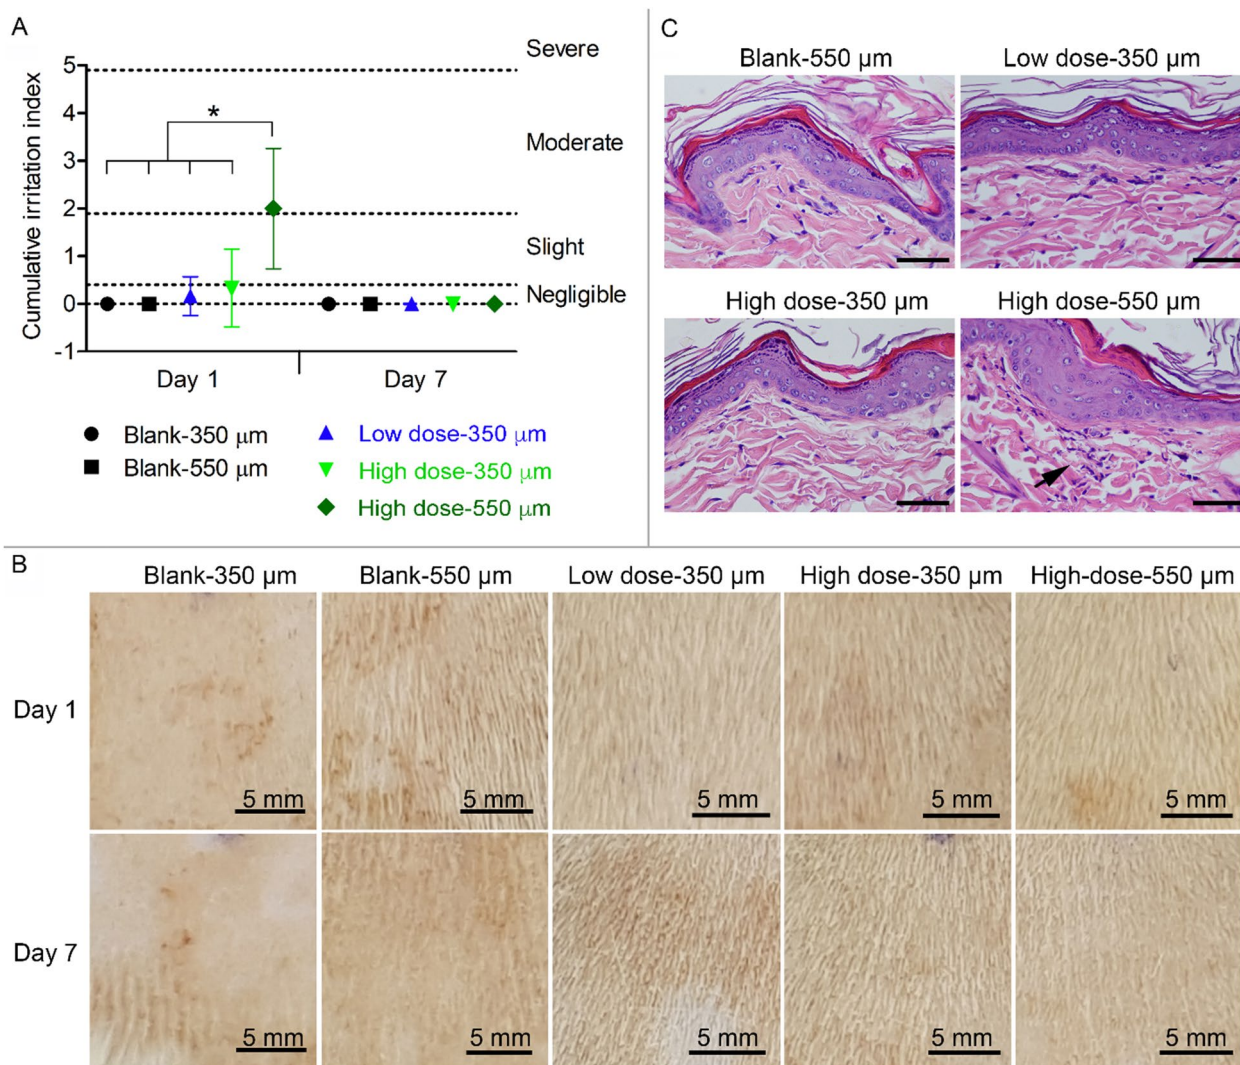 A
Severe
Moderate
Slight
Negligible
Cumulative irritation index
5
4
3
2
1
0
-1
*
Day 1
Day 7
Blank-350 μm
Blank-550 μm
Low dose-350 μm
High dose-350 μm
High dose-550 μm
C
Blank-550 μm
Low dose-350 μm
High dose-350 μm
High dose-550 μm
B
Blank-350 μm
Blank-550 μm
Low dose-350 μm
High dose-350 μm
High-dose-550 μm
Day 1
5 mm
5 mm
5 mm
5 mm
5 mm
Day 7
5 mm
5 mm
5 mm
5 mm
5 mm